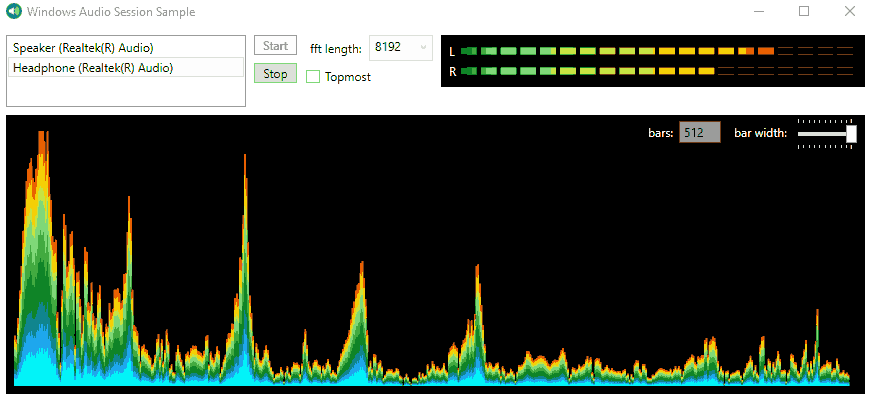 Windows Audio Session Sample
Speaker (Realtek(R) Audio)
Headphone (Realtek(R) Audio)
Start
Stop
fft length: 8192
Topmost
L
R
bars: 512 bar width: